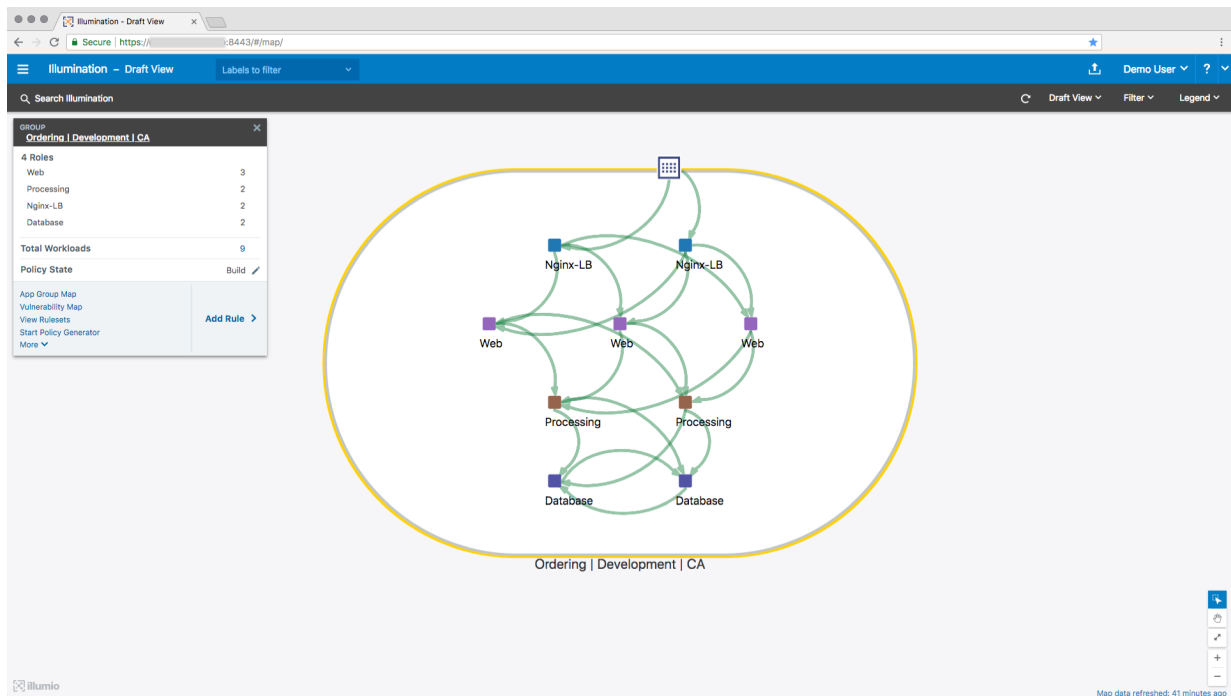 Illumination - Draft View
Secure | https:// :8443/#/map/
Illumination – Draft View
Labels to filter
Demo User
?
Search Illumination
Draft View
Filter
Legend
GROUP
Ordering | Development | CA
4 Roles
Web 3
Processing 2
Nginx-LB 2
Database 2
Total Workloads 9
Policy State Build
App Group Map
Vulnerability Map
View Rulesets
Start Policy Generator
More
Add Rule
Nginx-LB Nginx-LB
Web Web Web
Processing Processing
Database Database
Ordering | Development | CA
illumio
Map data refreshed: 41 minutes ago